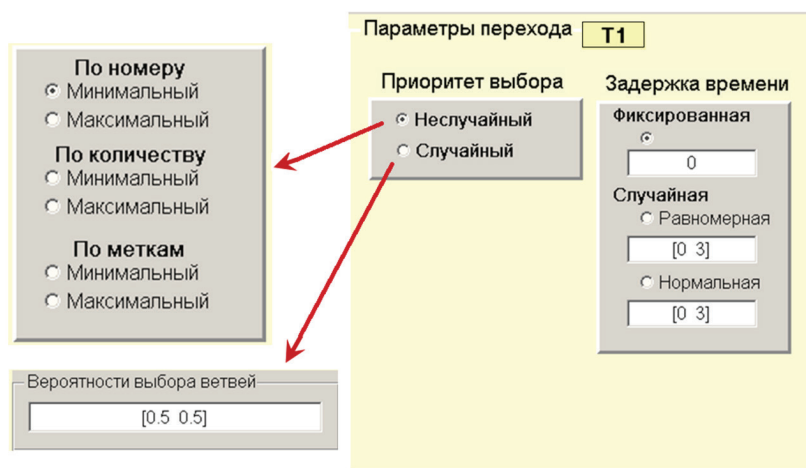 Параметры перехода T1
Приоритет выбора
Неслучайный
Случайный
Задержка времени
Фиксированная
0
Случайная
Равномерная
[0 3]
Нормальная
[0 3]
По номеру
Минимальный
Максимальный
По количеству
Минимальный
Максимальный
По меткам
Минимальный
Максимальный
Вероятности выбора ветвей
[0.5 0.5]